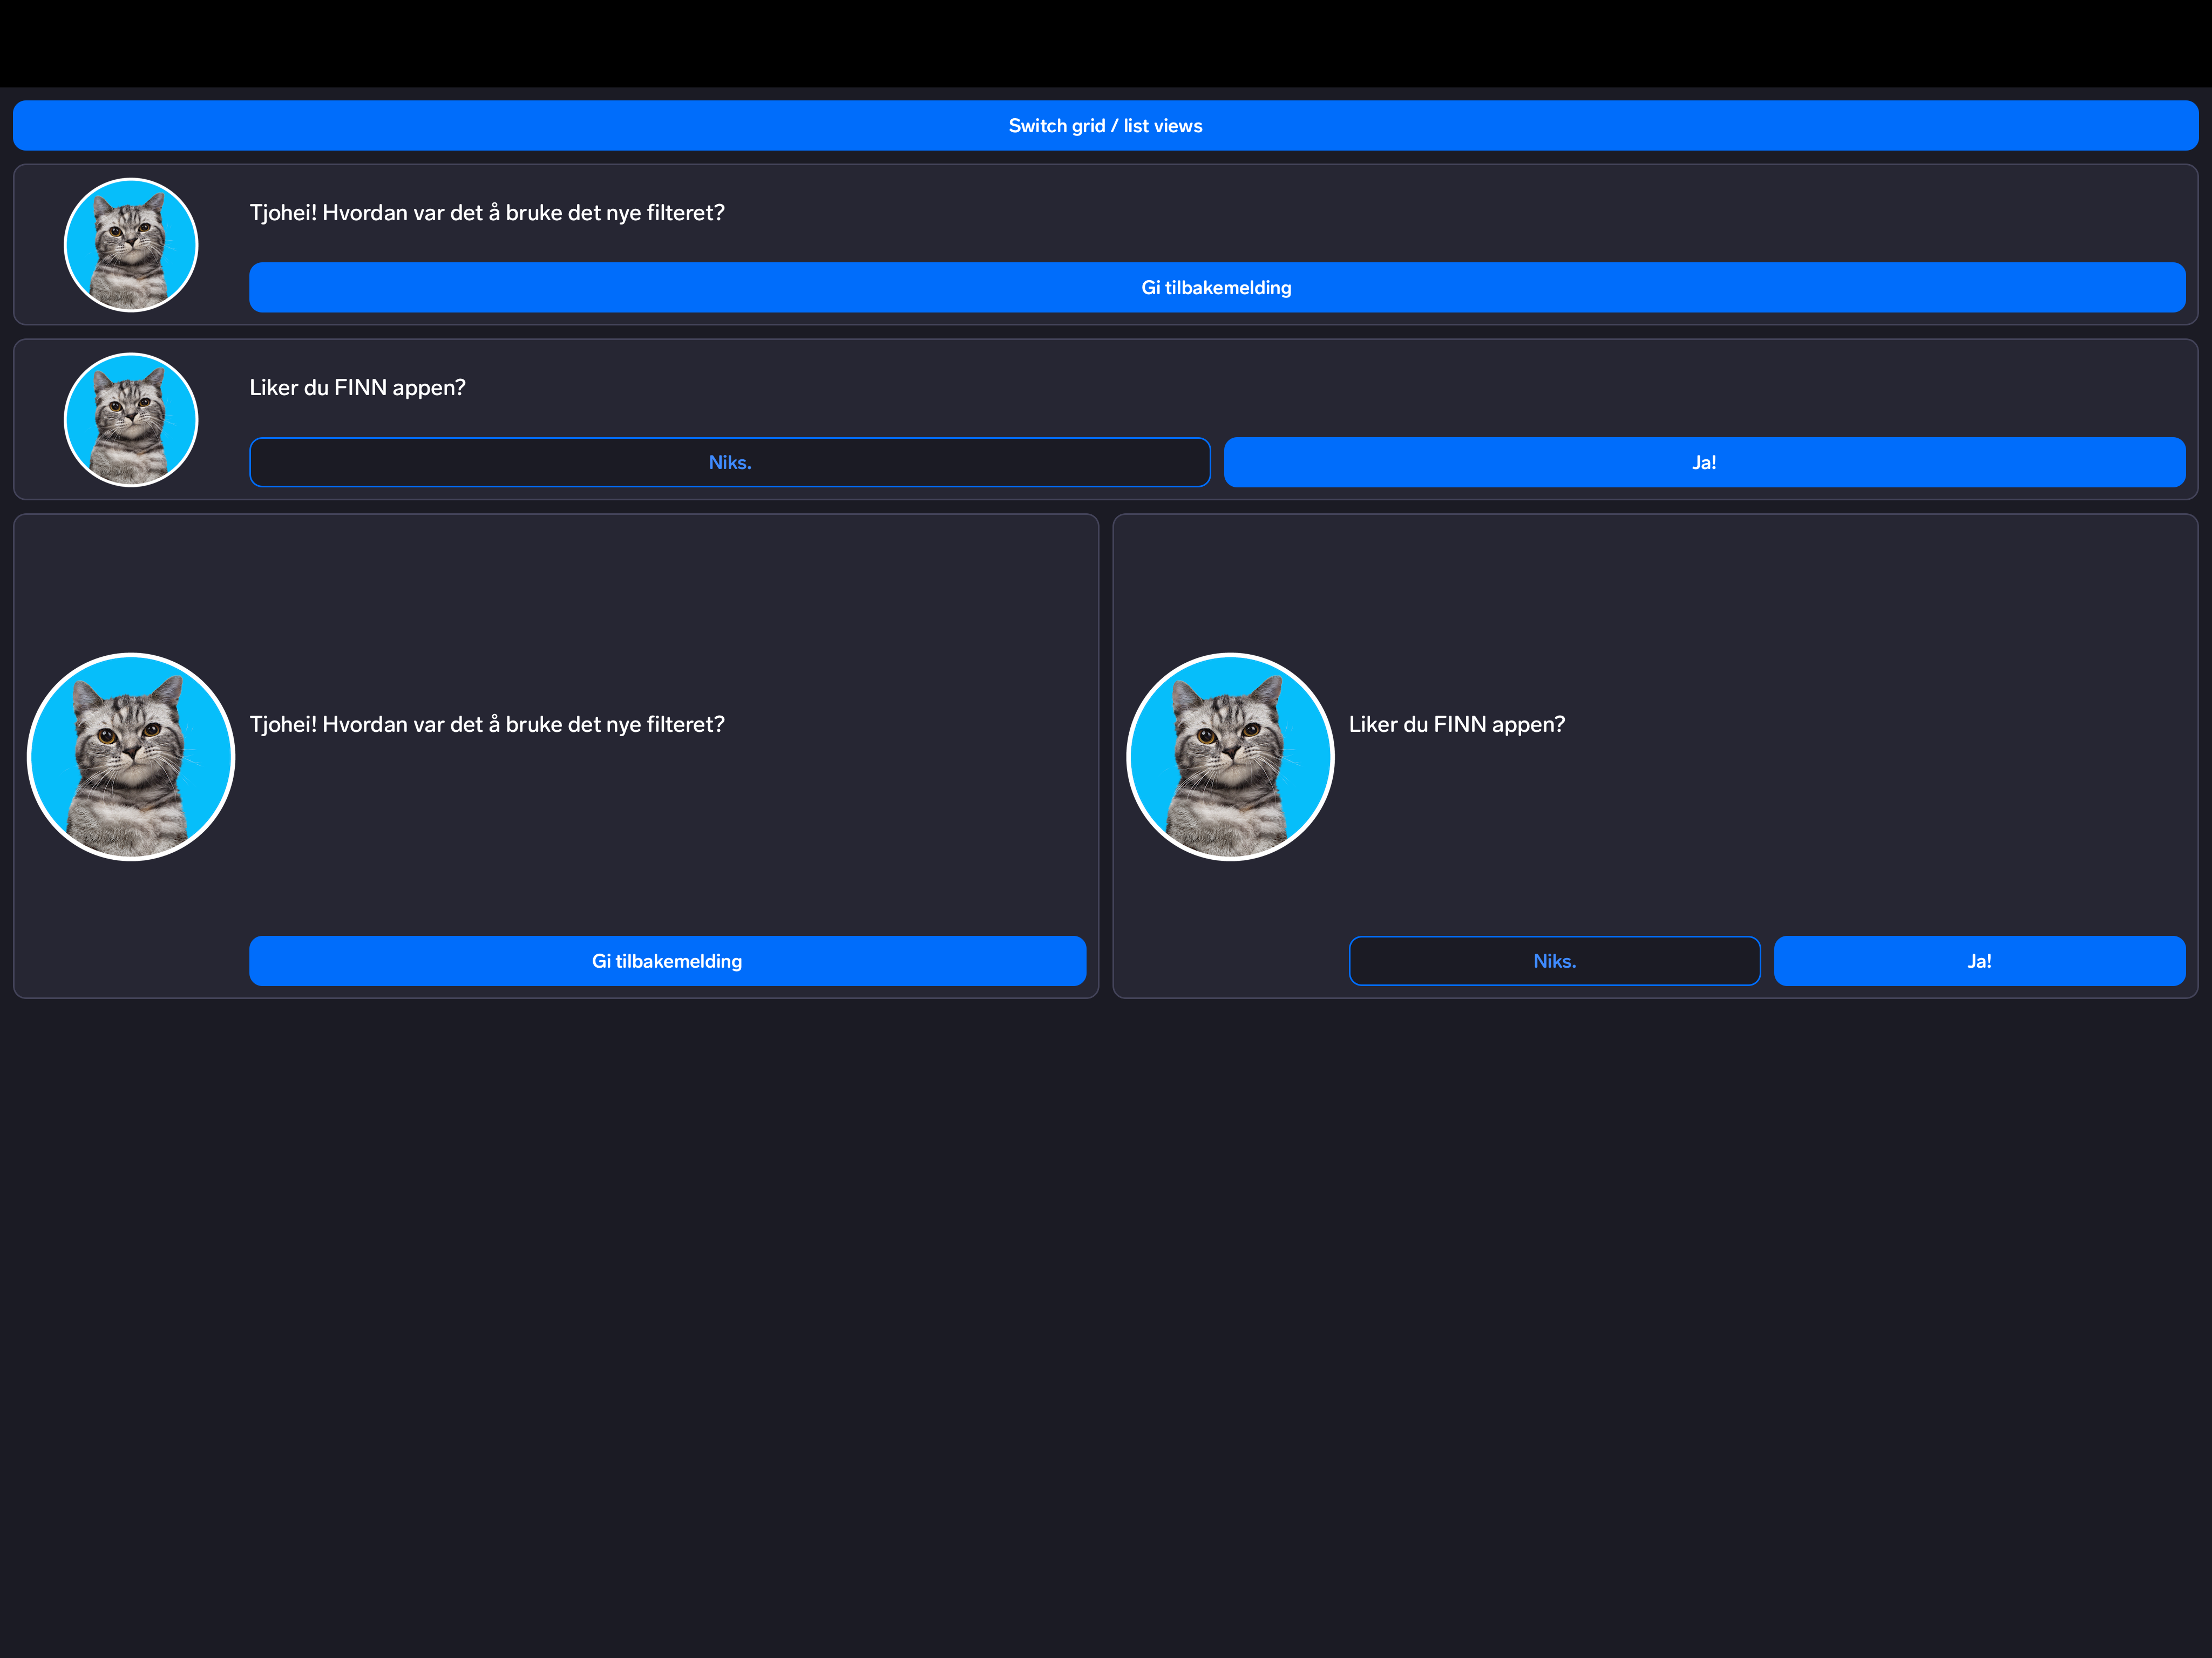 Switch grid / list views
Tjohei! Hvordan var det å bruke det nye filteret?
Gi tilbakemelding
Liker du FINN appen?
Niks.
Ja!
Tjohei! Hvordan var det å bruke det nye filteret?
Gi tilbakemelding
Liker du FINN appen?
Niks.
Ja!